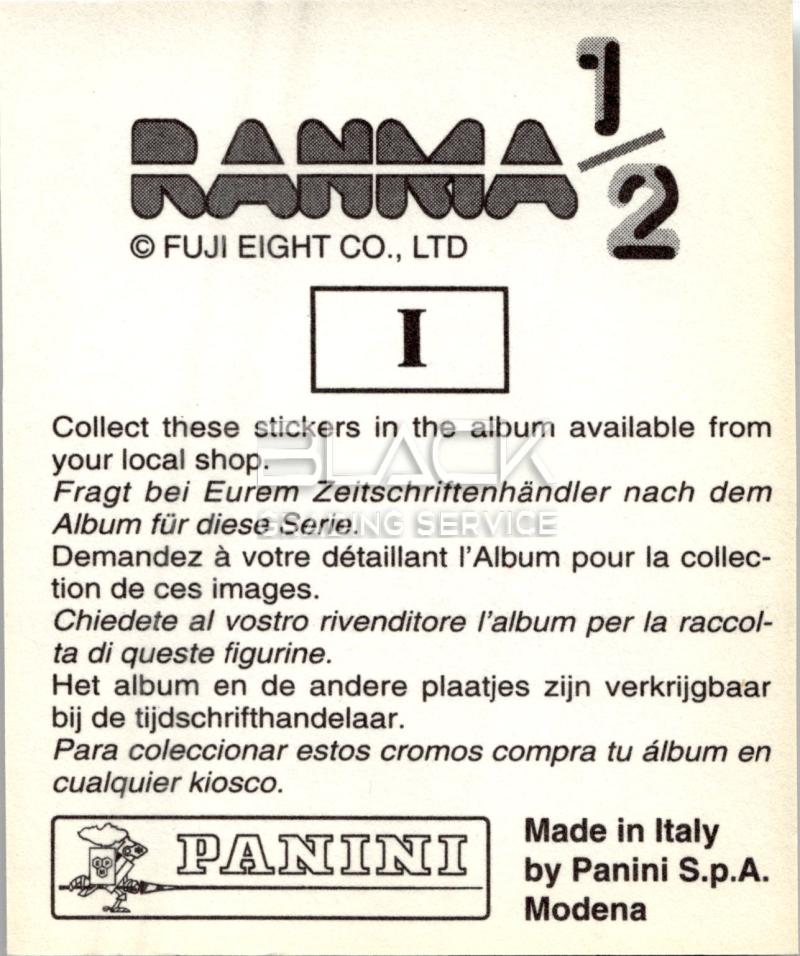 RANMA 1/2
© FUJI EIGHT CO., LTD
I
Collect these stickers in the album available from
your local shop.
Fragt bei Eurem Zeitschriftenhändler nach dem
Album für diese Serie.
Demandez à votre détaillant l'Album pour la collec-
tion de ces images.
Chiedete al vostro rivenditore l'album per la raccol-
ta di queste figurine.
Het album en de andere plaatjes zijn verkrijgbaar
bij de tijdschrifthandelaar.
Para coleccionar estos cromos compra tu álbum en
cualquier kiosco.
BLACK
GRADING SERVICE
PANINI
Made in Italy
by Panini S.p.A.
Modena